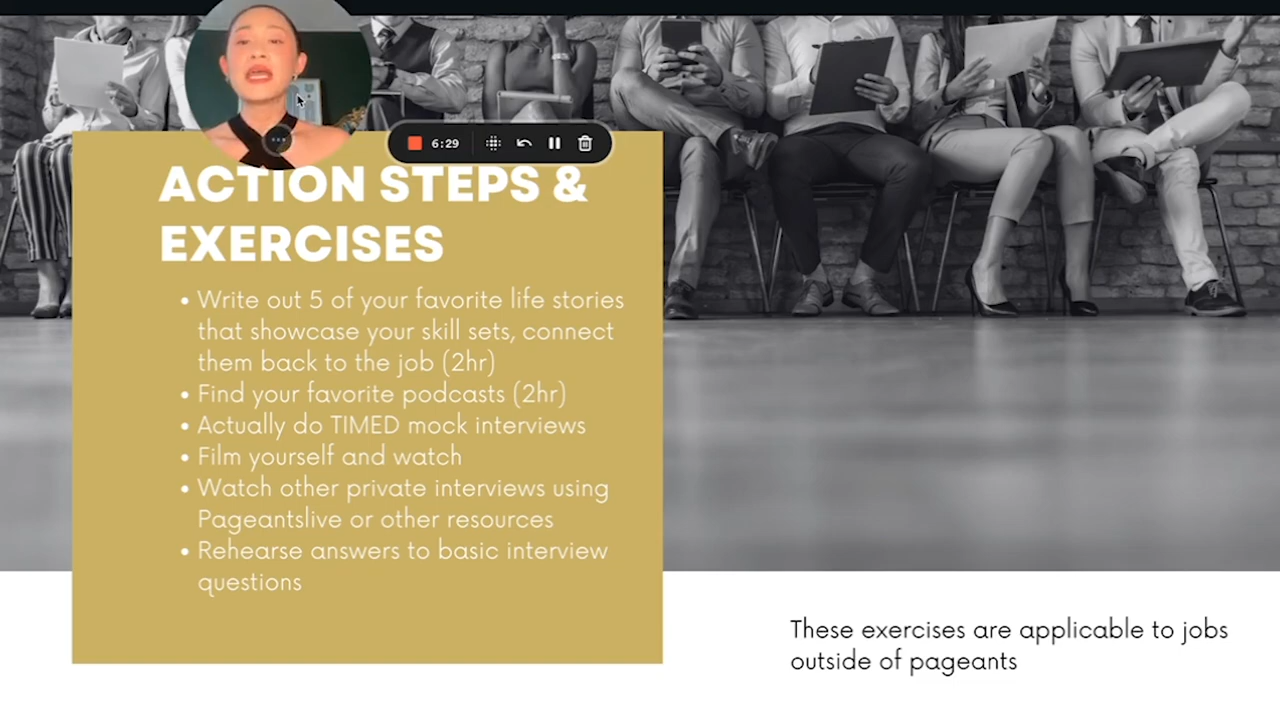 6:29
ACTION STEPS &
EXERCISES
• Write out 5 of your favorite life stories
that showcase your skill sets, connect
them back to the job (2hr)
• Find your favorite podcasts (2hr)
• Actually do TIMED mock interviews
• Film yourself and watch
• Watch other private interviews using
Pageantslive or other resources
• Rehearse answers to basic interview
questions
These exercises are applicable to jobs
outside of pageants